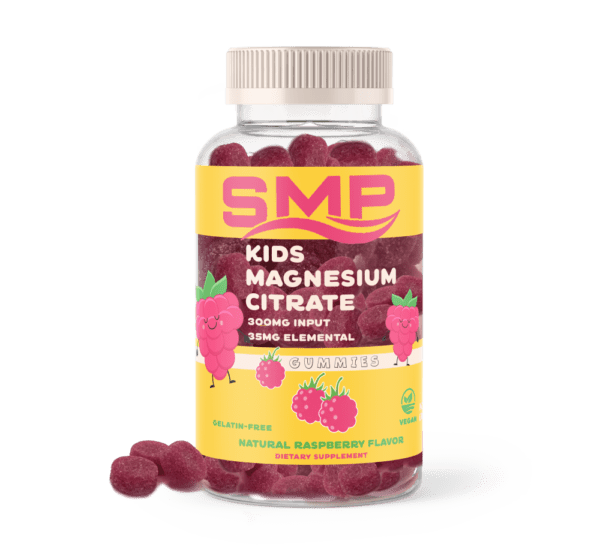 SMP
KIDS
MAGNESIUM
CITRATE
300MG INPUT
35MG ELEMENTAL
GUMMIES
GELATIN-FREE
VEGAN
NATURAL RASPBERRY FLAVOR
DIETARY SUPPLEMENT